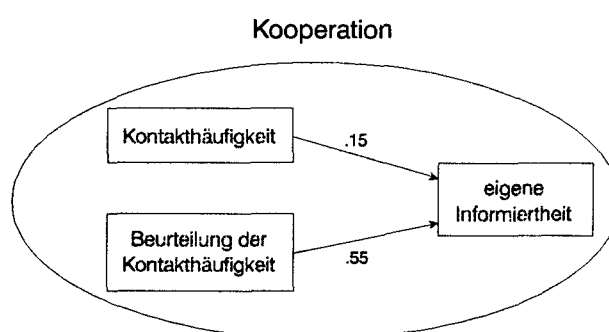 Kooperation
Kontakthäufigkeit
.15
eigene
Informiertheit
Beurteilung der
Kontakthäufigkeit
.55